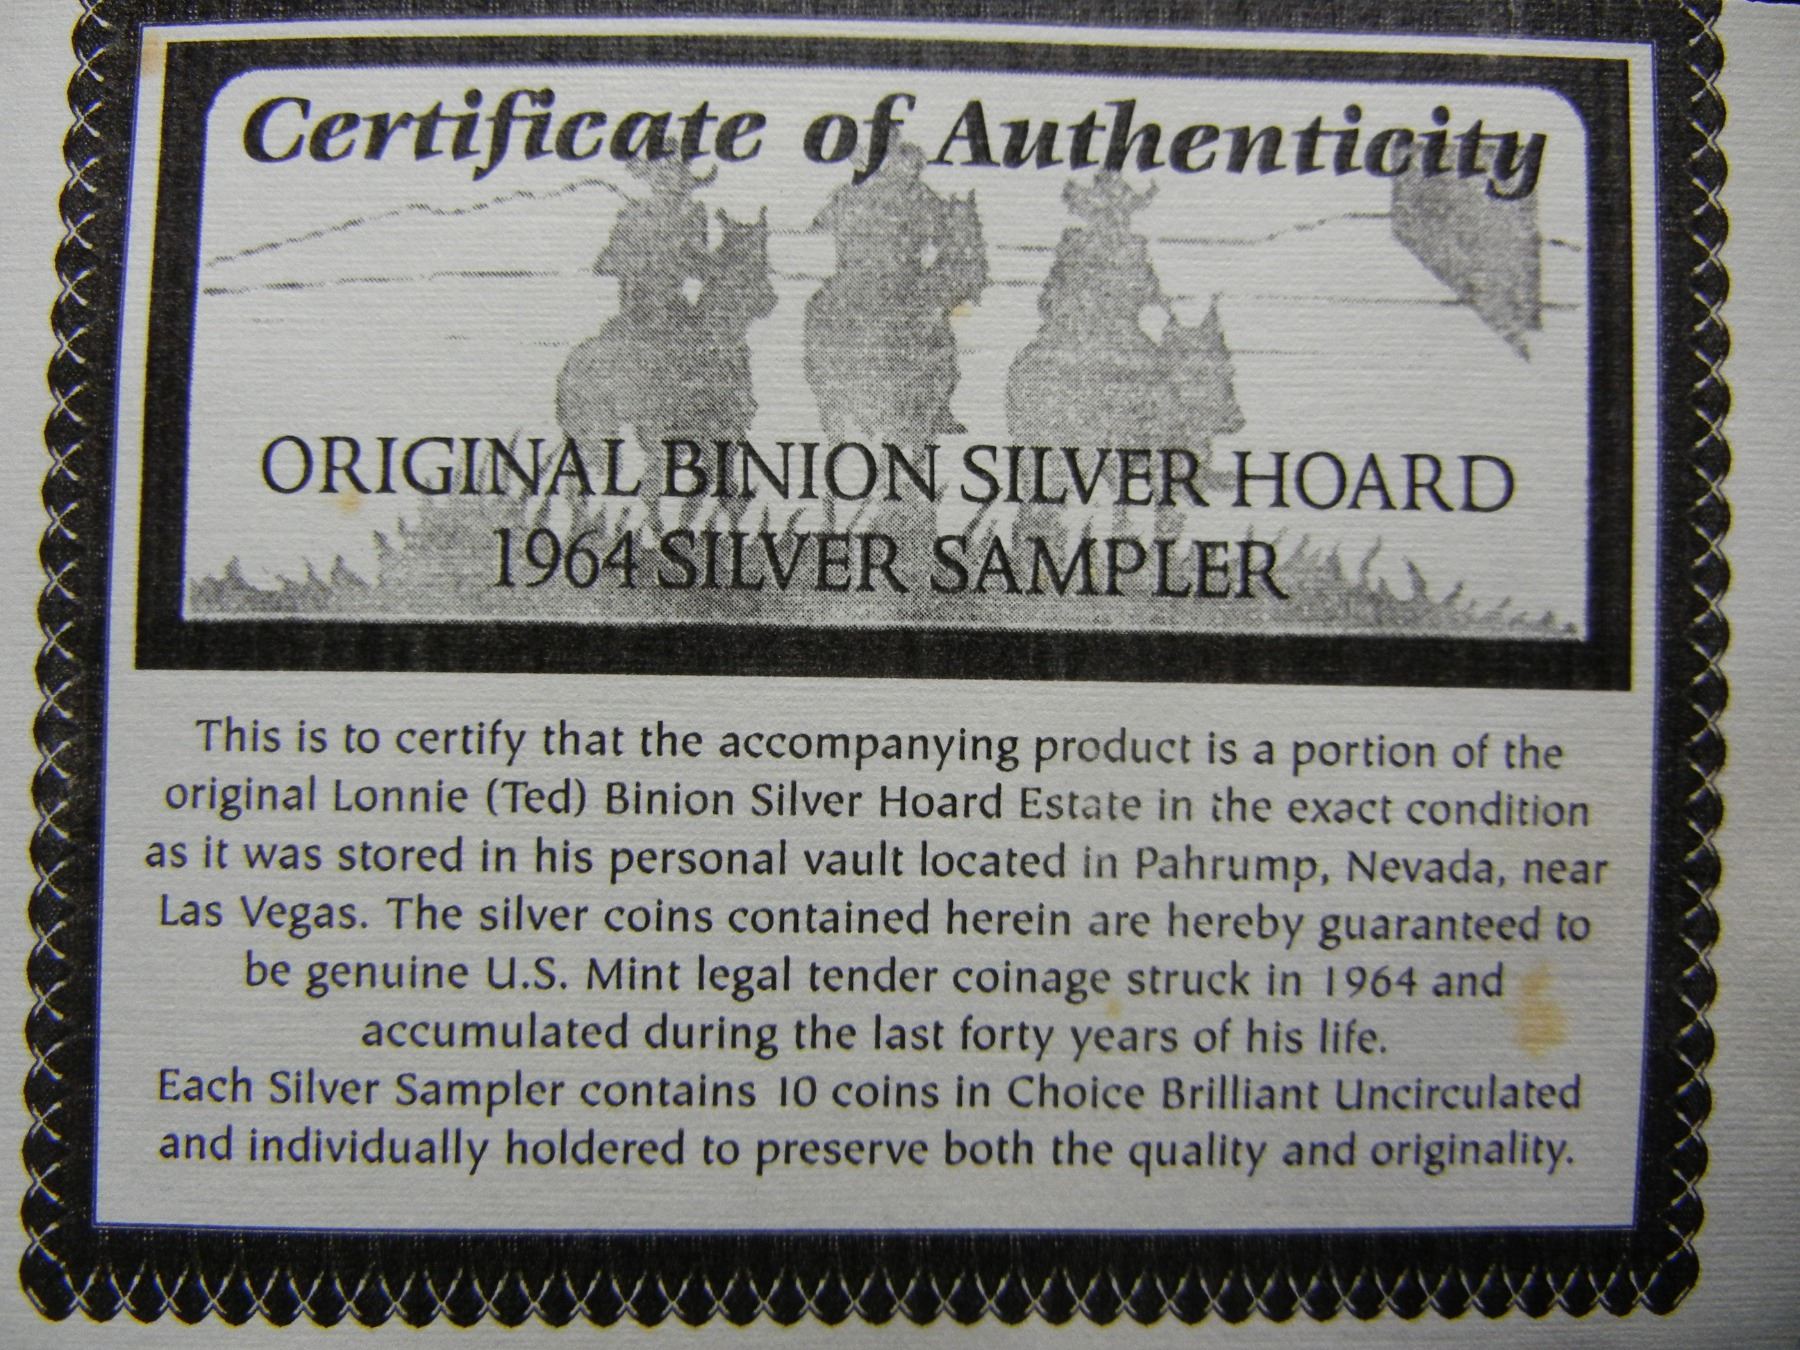 Certificate of Authenticity
ORIGINAL BINION SILVER HOARD
1964 SILVER SAMPLER
This is to certify that the accompanying product is a portion of the
original Lonnie (Ted) Binion Silver Hoard Estate in the exact condition
as it was stored in his personal vault located in Pahrump, Nevada, near
Las Vegas. The silver coins contained herein are hereby guaranteed to
be genuine U.S. Mint legal tender coinage struck in 1964 and
accumulated during the last forty years of his life.
Each Silver Sampler contains 10 coins in Choice Brilliant Uncirculated
and individually holdered to preserve both the quality and originality.